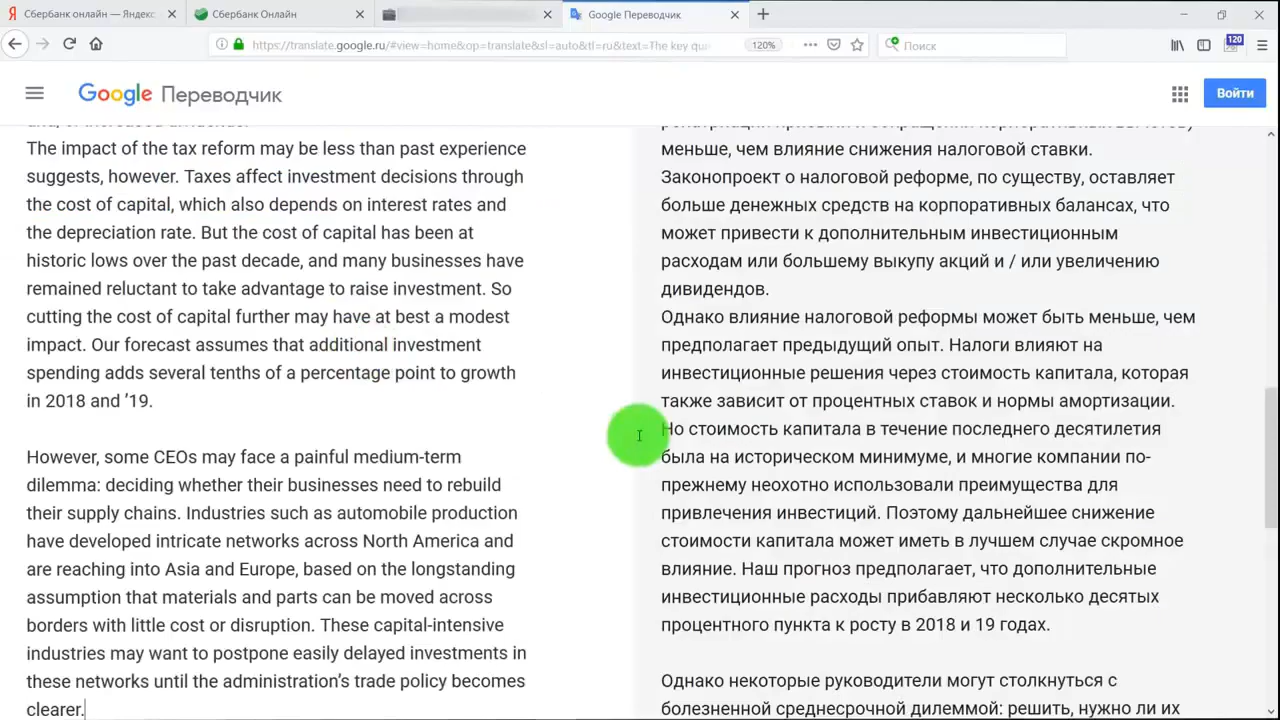 Сбербанк онлайн — Яндекс
Сбербанк Онлайн
Google Переводчик
https://translate.google.ru/#view=home&op=translate&sl=auto&tl=ru&text=The key qu
120%
Поиск
120
Google Переводчик
Войти
The impact of the tax reform may be less than past experience
suggests, however. Taxes affect investment decisions through
the cost of capital, which also depends on interest rates and
the depreciation rate. But the cost of capital has been at
historic lows over the past decade, and many businesses have
remained reluctant to take advantage to raise investment. So
cutting the cost of capital further may have at best a modest
impact. Our forecast assumes that additional investment
spending adds several tenths of a percentage point to growth
in 2018 and ’19.
However, some CEOs may face a painful medium-term
dilemma: deciding whether their businesses need to rebuild
their supply chains. Industries such as automobile production
have developed intricate networks across North America and
are reaching into Asia and Europe, based on the longstanding
assumption that materials and parts can be moved across
borders with little cost or disruption. These capital-intensive
industries may want to postpone easily delayed investments in
these networks until the administration’s trade policy becomes
clearer.
меньше, чем влияние снижения налоговой ставки.
Законопроект о налоговой реформе, по существу, оставляет
больше денежных средств на корпоративных балансах, что
может привести к дополнительным инвестиционным
расходам или большему выкупу акций и / или увеличению
дивидендов.
Однако влияние налоговой реформы может быть меньше, чем
предполагает предыдущий опыт. Налоги влияют на
инвестиционные решения через стоимость капитала, которая
также зависит от процентных ставок и нормы амортизации.
Но стоимость капитала в течение последнего десятилетия
была на историческом минимуме, и многие компании по-
прежнему неохотно использовали преимущества для
привлечения инвестиций. Поэтому дальнейшее снижение
стоимости капитала может иметь в лучшем случае скромное
влияние. Наш прогноз предполагает, что дополнительные
инвестиционные расходы прибавляют несколько десятых
процентного пункта к росту в 2018 и 19 годах.
Однако некоторые руководители могут столкнуться с
болезненной среднесрочной дилеммой: решить, нужно ли их